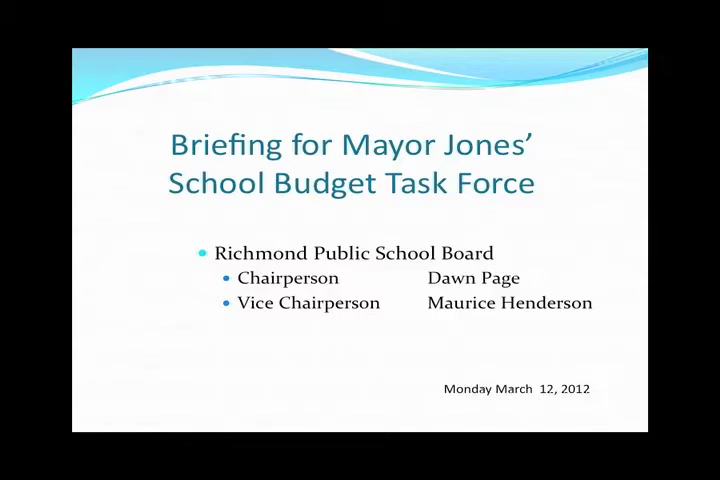 Briefing for Mayor Jones’
School Budget Task Force
Richmond Public School Board
Chairperson Dawn Page
Vice Chairperson Maurice Henderson
Monday March 12, 2012